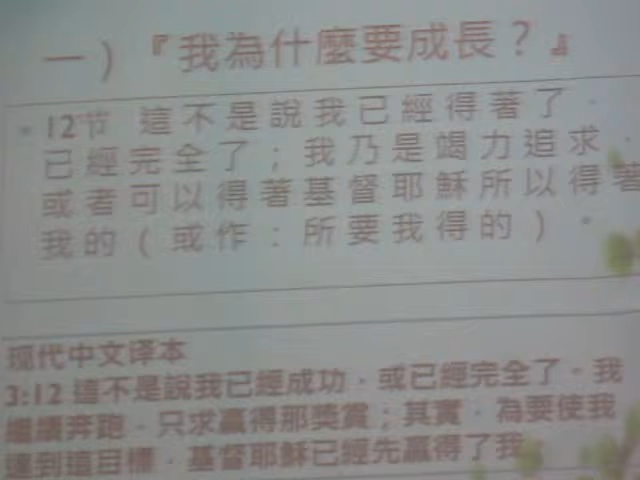 一）『我為什麼要成長？』
• 12节 這不是說我已經得著了．
已經完全了；我乃是竭力追求．
或者可以得著基督耶穌所以得著
我的（或作：所要我得的）。
现代中文译本
3:12 這不是說我已經成功．或已經完全了．我
繼續奔跑．只求贏得那獎賞；其實．為要使我
達到這目標．基督耶穌已經先贏得了我